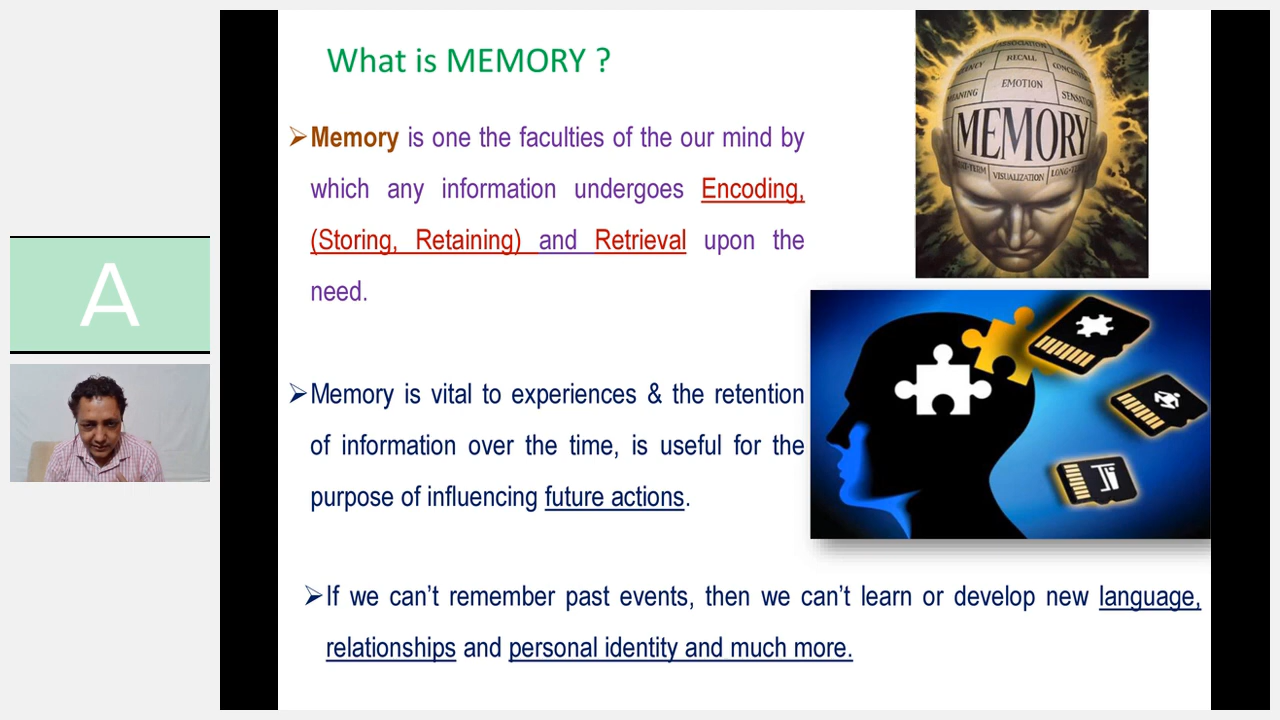 What is MEMORY ?
➢Memory is one the faculties of the our mind by
which any information undergoes Encoding,
(Storing, Retaining) and Retrieval upon the
need.
➢Memory is vital to experiences & the retention
of information over the time, is useful for the
purpose of influencing future actions.
➢If we can’t remember past events, then we can’t learn or develop new language,
relationships and personal identity and much more.
A
ASSOCIATION
RECALL
EMOTION
MEMORY
VISUALIZATION